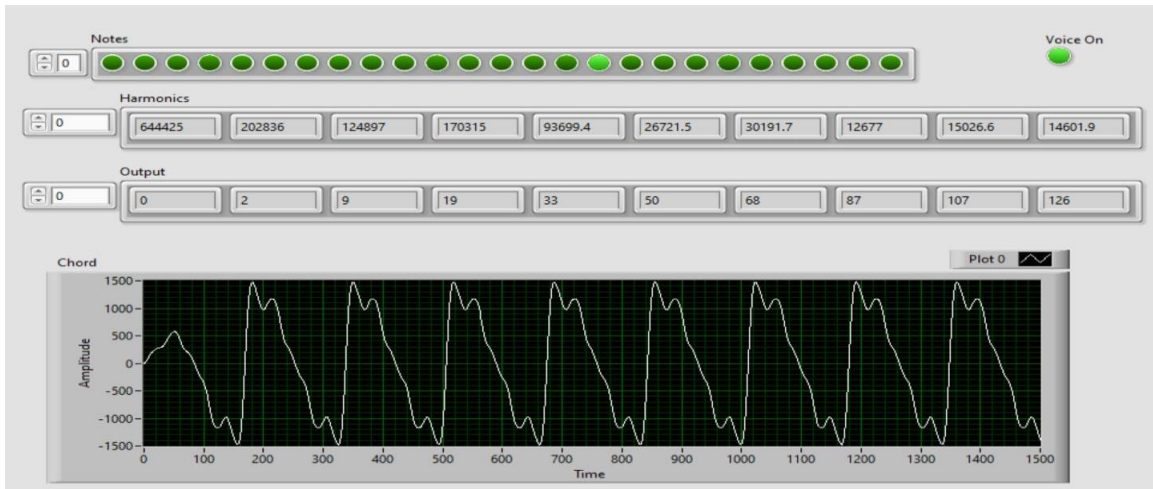 Notes
Voice On
0
Harmonics
0 644425 202836 124897 170315 93699.4 26721.5 30191.7 12677 15026.6 14601.9
Output
0 0 2 9 19 33 50 68 87 107 126
Chord
Plot 0
Amplitude
1500
1000
500
0
-500
-1000
-1500
0 100 200 300 400 500 600 700 800 900 1000 1100 1200 1300 1400 1500
Time